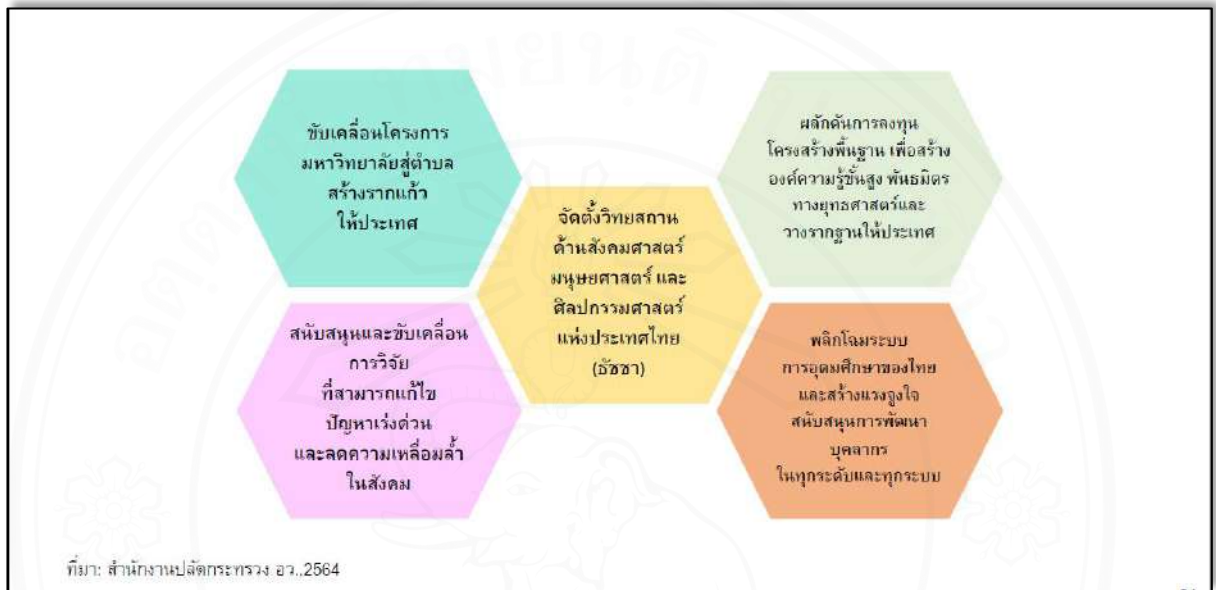 ขับเคลื่อนโครงการ
มหาวิทยาลัยสู่ตำบล
สร้างรากแก้ว
ให้ประเทศ
ผลักดันการลงทุน
โครงสร้างพื้นฐาน เพื่อสร้าง
องค์ความรู้ขั้นสูง พันธมิตร
ทางยุทธศาสตร์และ
วางรากฐานให้ประเทศ
จัดตั้งวิทยสถาน
ด้านสังคมศาสตร์
มนุษยศาสตร์ และ
ศิลปกรรมศาสตร์
แห่งประเทศไทย
(ธัชชา)
สนับสนุนและขับเคลื่อน
การวิจัย
ที่สามารถแก้ไข
ปัญหาเร่งด่วน
และลดความเหลื่อมล้ำ
ในสังคม
พลิกโฉมระบบ
การอุดมศึกษาของไทย
และสร้างแรงจูงใจ
สนับสนุนการพัฒนา
บุคลากร
ในทุกระดับและทุกระบบ
ที่มา: สำนักงานปลัดกระทรวง อว.,2564